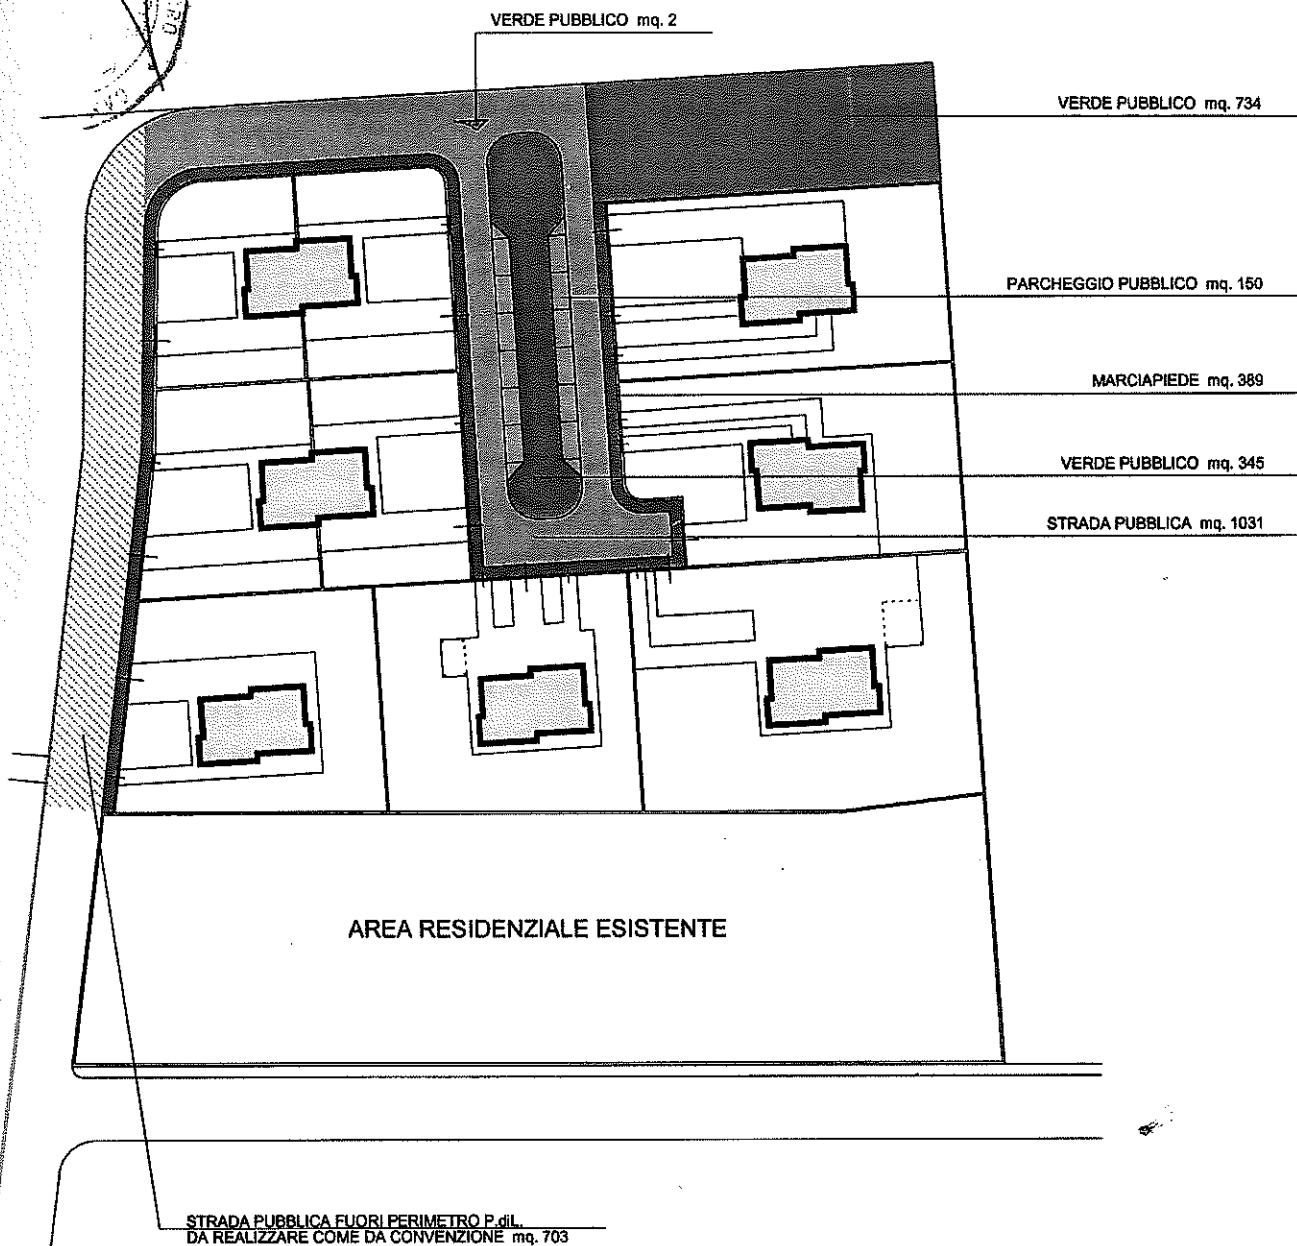 VERDE PUBBLICO mq. 2
VERDE PUBBLICO mq. 734
PARCHEGGIO PUBBLICO mq. 150
MARCIAPIEDE mq. 389
VERDE PUBBLICO mq. 345
STRADA PUBBLICA mq. 1031
AREA RESIDENZIALE ESISTENTE
STRADA PUBBLICA FUORI PERIMETRO P.diL.
DA REALIZZARE COME DA CONVENZIONE mq. 703